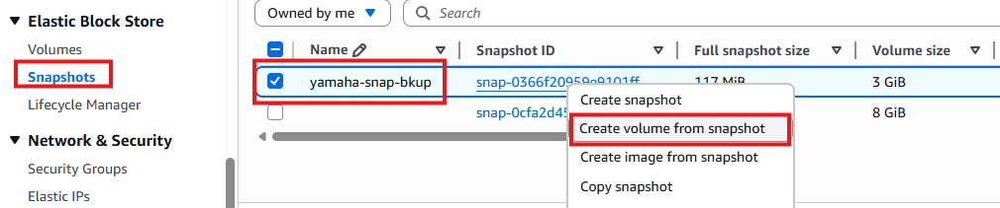 ▼ Elastic Block Store
Volumes
Snapshots
Lifecycle Manager
▼ Network & Security
Security Groups
Elastic IPs
Owned by me ▼
Search
Name Snapshot ID Full snapshot size Volume size
yamaha-snap-bkup snap-0366f20959e9101ff 117 MiB 3 GiB
snap-0cfa2d45 8 GiB
Create snapshot
Create volume from snapshot
Create image from snapshot
Copy snapshot